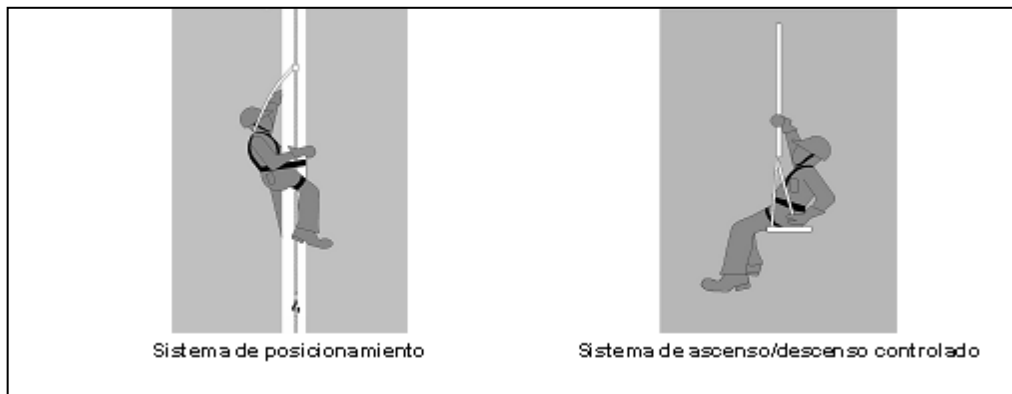 Sistema de posicionamiento
Sistema de ascenso/descenso controlado